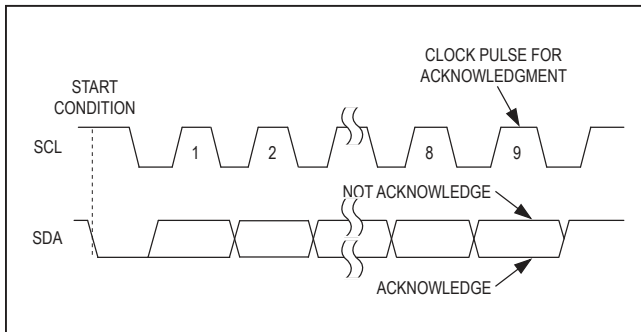 CLOCK PULSE FOR
ACKNOWLEDGMENT
START
CONDITION
SCL
1
2
8
9
NOT ACKNOWLEDGE
SDA
ACKNOWLEDGE